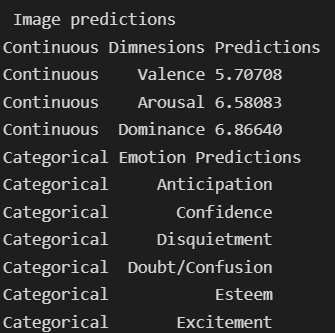 Image predictions
Continuous Dimnesions Predictions
Continuous Valence 5.70708
Continuous Arousal 6.58083
Continuous Dominance 6.86640
Categorical Emotion Predictions
Categorical Anticipation
Categorical Confidence
Categorical Disquietment
Categorical Doubt/Confusion
Categorical Esteem
Categorical Excitement